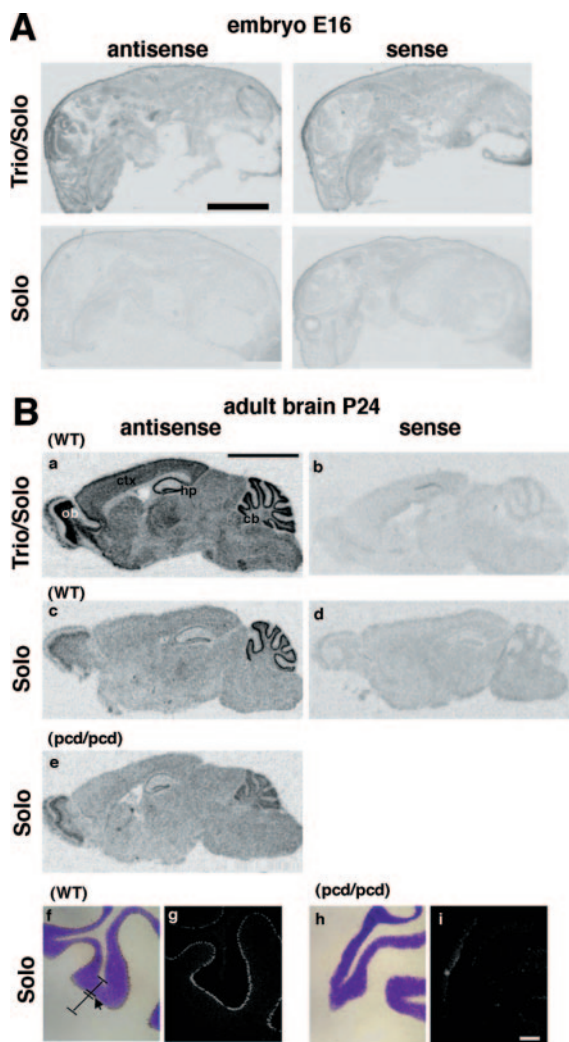 A
embryo E16
antisense sense
Trio/Solo
Solo
B
adult brain P24
antisense sense
(WT)
a b
ctx
hp
ob
cb
Trio/Solo
(WT)
c d
Solo
(pcd/pcd)
e
Solo
(WT) (pcd/pcd)
f g h i
Solo